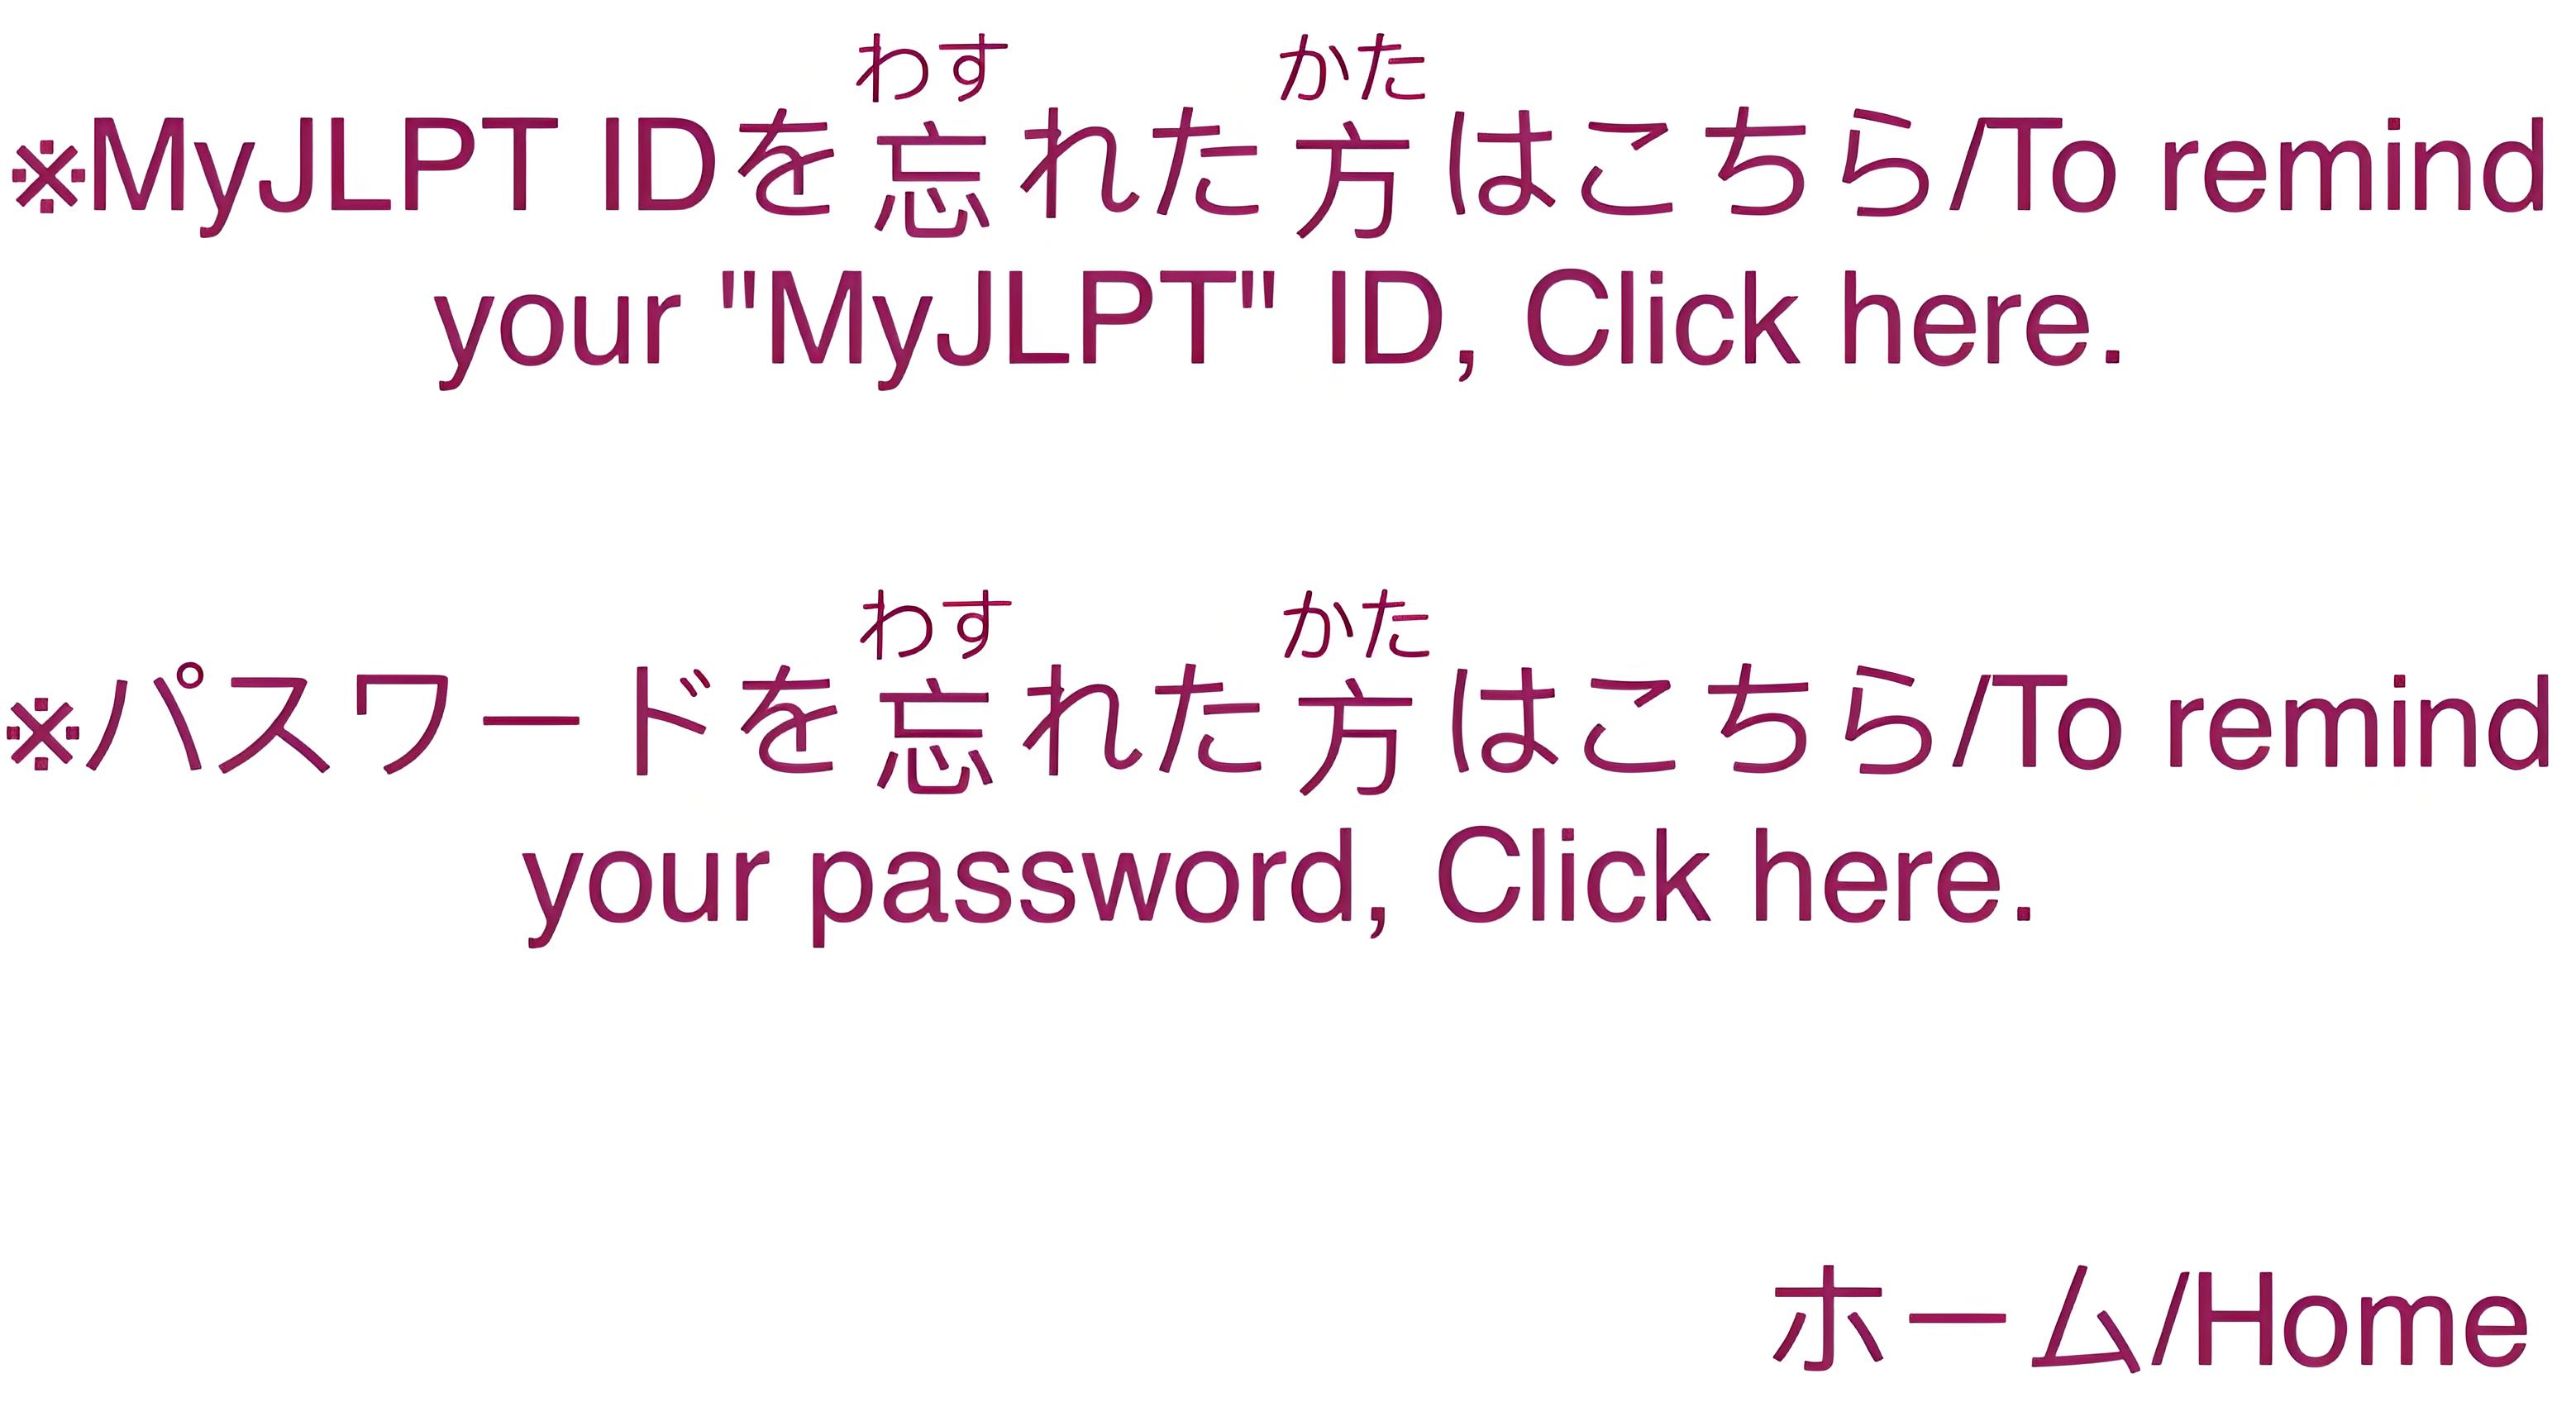 わす かた
※MyJLPT IDを忘れた方はこちら/To remind
your "MyJLPT" ID, Click here.
わす かた
※パスワードを忘れた方はこちら/To remind
your password, Click here.
ホーム/Home